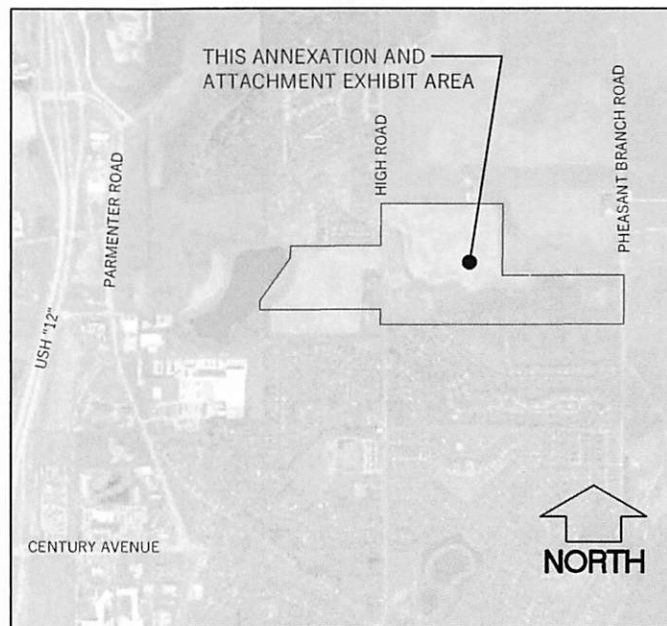 THIS ANNEXATION AND
ATTACHMENT EXHIBIT AREA
PARMENTER ROAD
HIGH ROAD
PHEASANT BRANCH ROAD
USH "12"
CENTURY AVENUE
NORTH